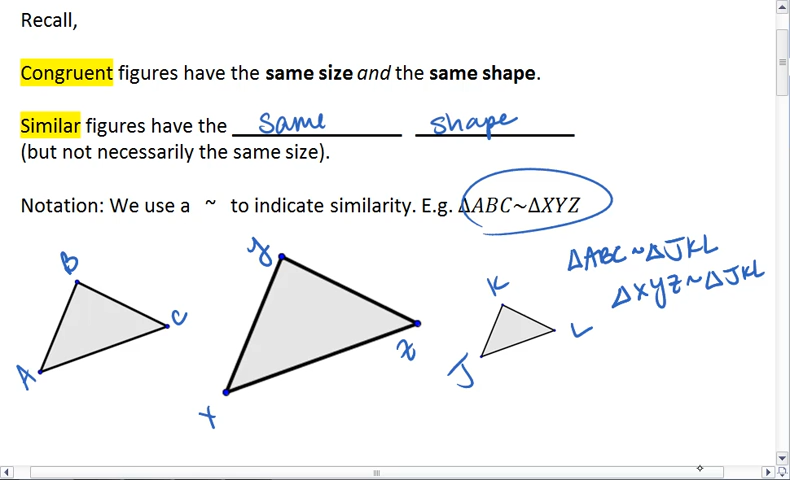 Recall,
Congruent figures have the same size and the same shape.
Similar figures have the same shape
(but not necessarily the same size).
Notation: We use a ~ to indicate similarity. E.g. ΔABC~ΔXYZ
ΔABC ~ ΔJKL
ΔXYZ ~ ΔJKL
B
y
K
C
L
A
J